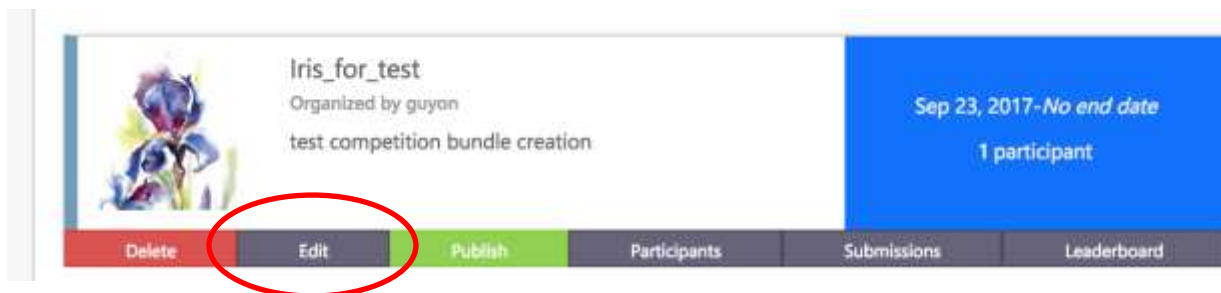 Iris_for_test
Organized by guyon
test competition bundle creation
Sep 23, 2017-No end date
1 participant
Delete
Edit
Publish
Participants
Submissions
Leaderboard